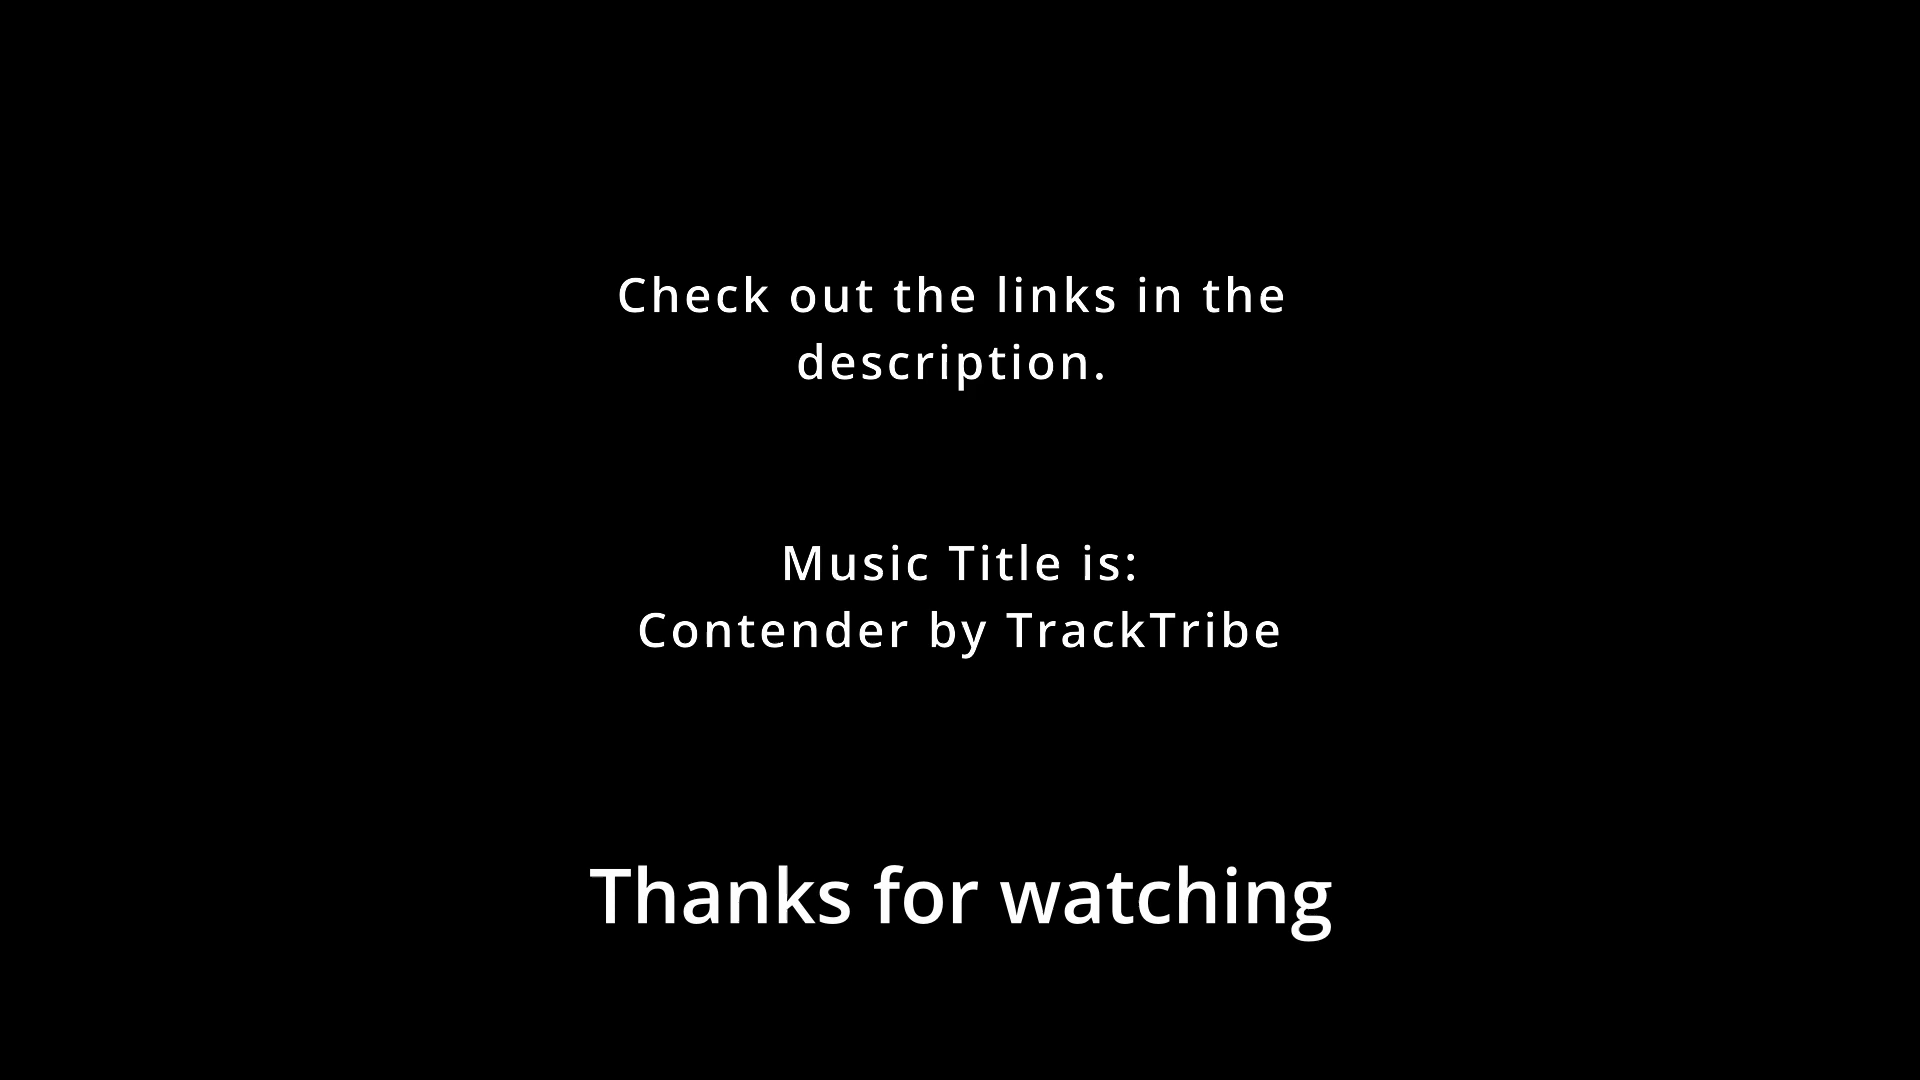 Check out the links in the
description.
Music Title is:
Contender by TrackTribe
Thanks for watching